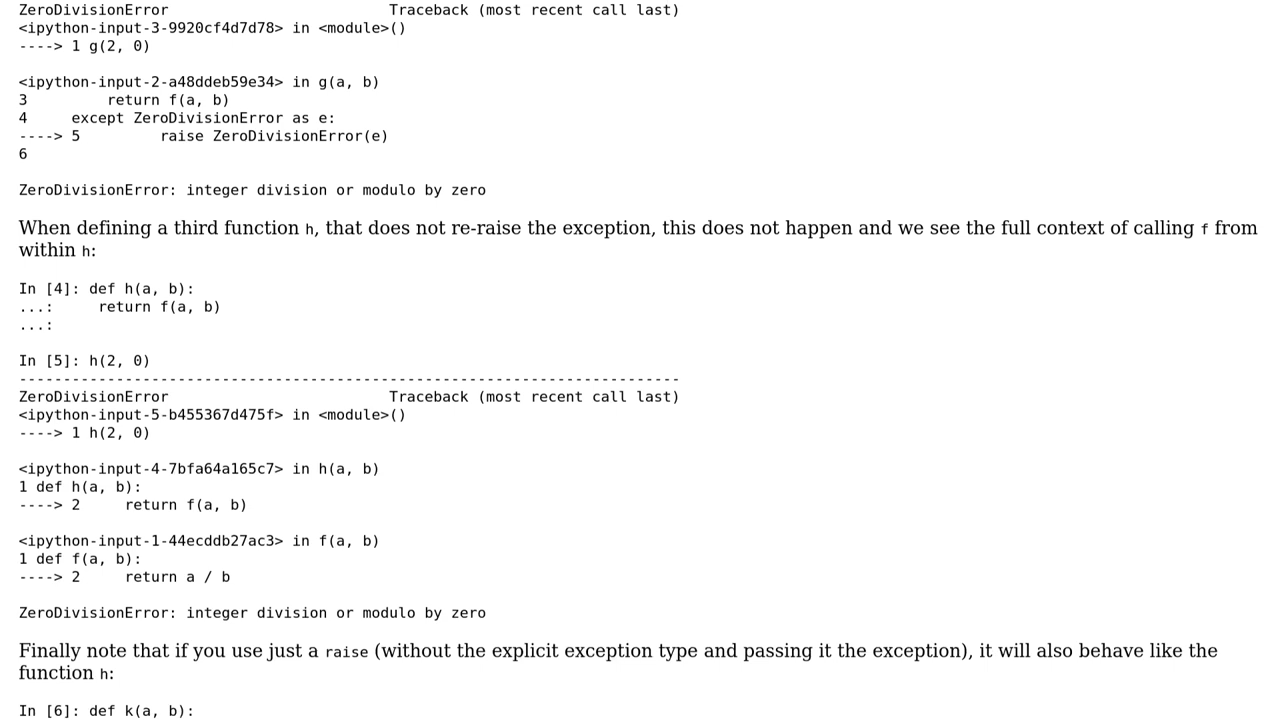 ZeroDivisionError                         Traceback (most recent call last)
<ipython-input-3-9920cf4d7d78> in <module>()
----> 1 g(2, 0)

<ipython-input-2-a48ddeb59e34> in g(a, b)
3         return f(a, b)
4     except ZeroDivisionError as e:
----> 5         raise ZeroDivisionError(e)
6

ZeroDivisionError: integer division or modulo by zero

When defining a third function h, that does not re-raise the exception, this does not happen and we see the full context of calling f from
within h:

In [4]: def h(a, b):
...:     return f(a, b)
...:

In [5]: h(2, 0)
---------------------------------------------------------------------------
ZeroDivisionError                         Traceback (most recent call last)
<ipython-input-5-b455367d475f> in <module>()
----> 1 h(2, 0)

<ipython-input-4-7bfa64a165c7> in h(a, b)
1 def h(a, b):
----> 2     return f(a, b)

<ipython-input-1-44ecddb27ac3> in f(a, b)
1 def f(a, b):
----> 2     return a / b

ZeroDivisionError: integer division or modulo by zero

Finally note that if you use just a raise (without the explicit exception type and passing it the exception), it will also behave like the
function h:

In [6]: def k(a, b):